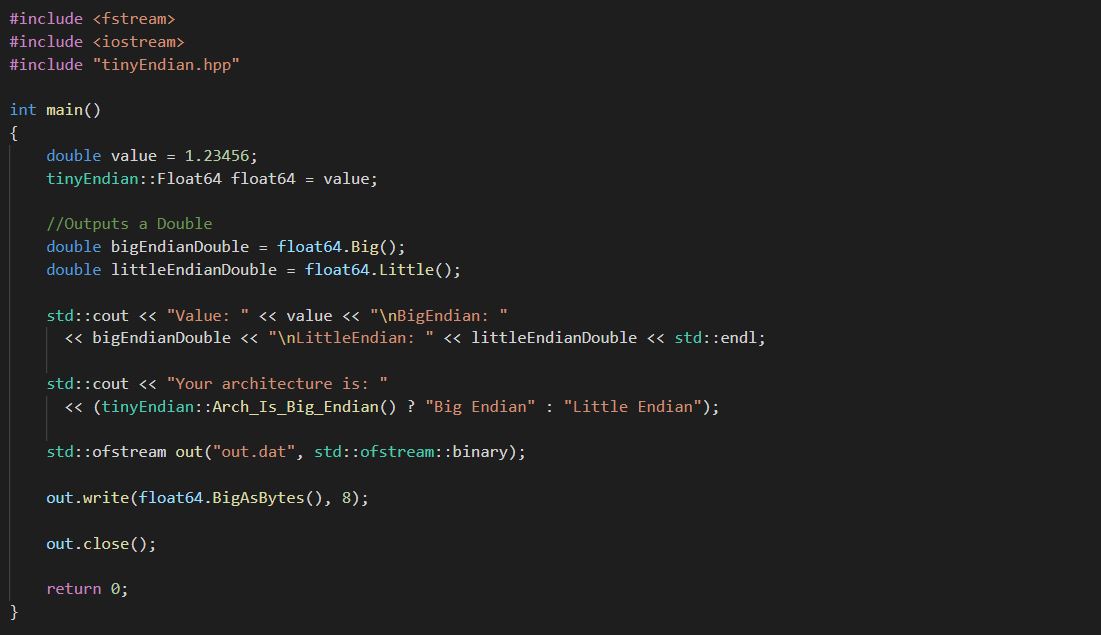 #include <fstream>
#include <iostream>
#include "tinyEndian.hpp"

int main()
{
    double value = 1.23456;
    tinyEndian::Float64 float64 = value;

    //Outputs a Double
    double bigEndianDouble = float64.Big();
    double littleEndianDouble = float64.Little();

    std::cout << "Value: " << value << "\nBigEndian: "
      << bigEndianDouble << "\nLittleEndian: " << littleEndianDouble << std::endl;

    std::cout << "Your architecture is: "
      << (tinyEndian::Arch_Is_Big_Endian() ? "Big Endian" : "Little Endian");

    std::ofstream out("out.dat", std::ofstream::binary);

    out.write(float64.BigAsBytes(), 8);

    out.close();

    return 0;
}